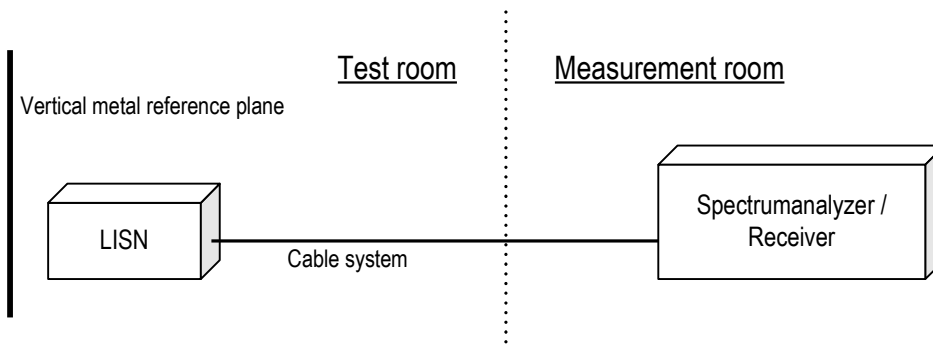 Test room
Measurement room
Vertical metal reference plane
LISN
Cable system
Spectrumanalyzer /
Receiver